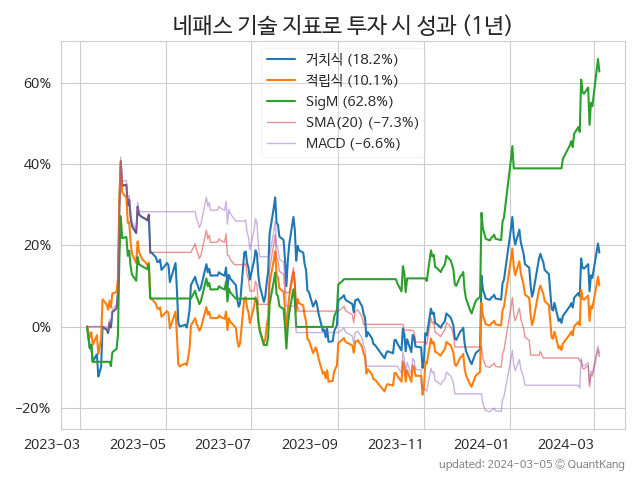 네패스 기술 지표로 투자 시 성과 (1년)
거치식 (18.2%)
적립식 (10.1%)
SigM (62.8%)
SMA(20) (−7.3%)
MACD (−6.6%)
60%
40%
20%
0%
−20%
2023−03 2023−05 2023−07 2023−09 2023−11 2024−01 2024−03
updated: 2024-03-05 ⓒ QuantKang